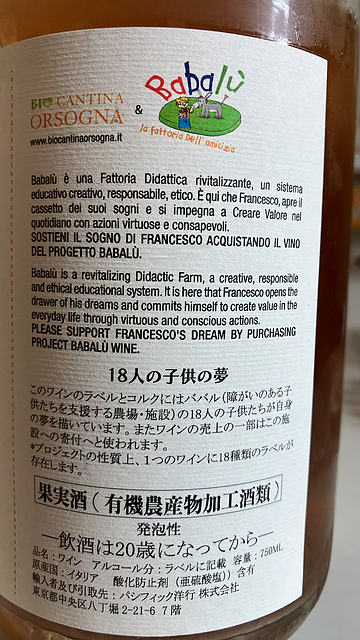 Babalù
BIO CANTINA
ORSOGNA
&
www.biocantinaorsogna.it
la fattoria dell'amicizia
Babalù è una Fattoria Didattica rivitalizzante, un sistema
educativo creativo, responsabile, etico. È qui che Francesco, apre il
cassetto dei suoi sogni e si impegna a Creare Valore nel
quotidiano con azioni virtuose e consapevoli.
SOSTIENI IL SOGNO DI FRANCESCO ACQUISTANDO IL VINO
DEL PROGETTO BABALÙ.
Babalù is a revitalizing Didactic Farm, a creative, responsible
and ethical educational system. It is here that Francesco opens the
drawer of his dreams and commits himself to create value in the
everyday life through virtuous and conscious actions.
PLEASE SUPPORT FRANCESCO'S DREAM BY PURCHASING
PROJECT BABALÙ WINE.
18人の子供の夢
このワインのラベルとコルクにはババル(障がいのある子
供たちを支援する農場・施設)の18人の子供たちが自身
の夢を描いています。またワインの売上の一部はこの施
設への寄付へと使われます。
*プロジェクトの性質上、1つのワインに18種類のラベルが
存在します。
果実酒(有機農産物加工酒類)
発泡性
―飲酒は20歳になってから―
品名:ワイン アルコール分:ラベルに記載 容量:750ML
原産国:イタリア 酸化防止剤(亜硫酸塩))含有
輸入者及び引取先:パシフィック洋行 株式会社
東京都中央区八丁堀 2-21-6 7階